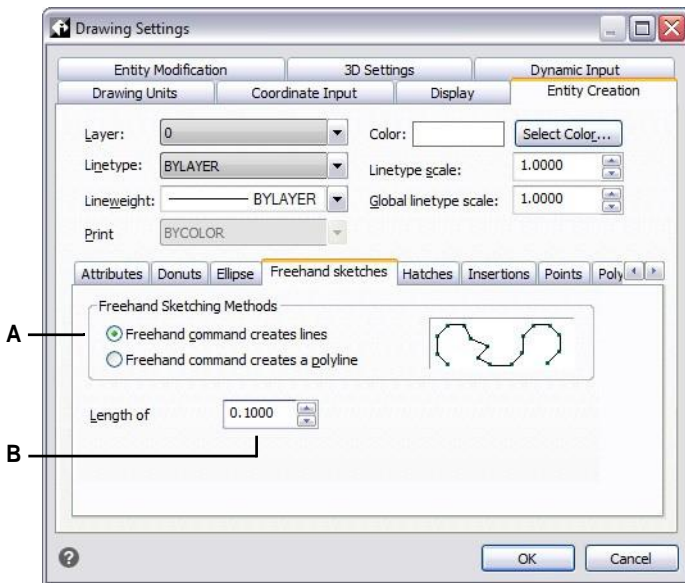 Drawing Settings
Entity Modification 3D Settings Dynamic Input
Drawing Units Coordinate Input Display Entity Creation
Layer: 0 Color: Select Color...
Linetype: BYLAYER Linetype scale: 1.0000
Lineweight: BYLAYER Global linetype scale: 1.0000
Print BYCOLOR
Attributes Donuts Ellipse Freehand sketches Hatches Insertions Points Poly
Freehand Sketching Methods
A Freehand command creates lines
Freehand command creates a polyline
Length of 0.1000
B
? OK Cancel